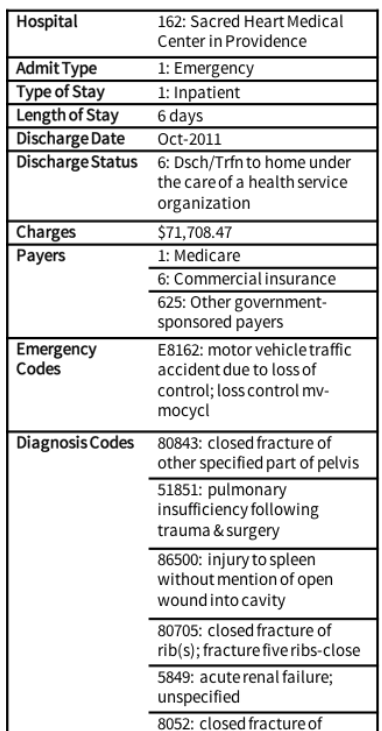 Hospital 162: Sacred Heart Medical
Center in Providence
Admit Type 1: Emergency
Type of Stay 1: Inpatient
Length of Stay 6 days
Discharge Date Oct-2011
Discharge Status 6: Dsch/Trfn to home under
the care of a health service
organization
Charges $71,708.47
Payers 1: Medicare
6: Commercial insurance
625: Other government-
sponsored payers
Emergency E8162: motor vehicle traffic
Codes accident due to loss of
control; loss control mv-
mocycl
Diagnosis Codes 80843: closed fracture of
other specified part of pelvis
51851: pulmonary
insufficiency following
trauma & surgery
86500: injury to spleen
without mention of open
wound into cavity
80705: closed fracture of
rib(s); fracture five ribs-close
5849: acute renal failure;
unspecified
8052: closed fracture of